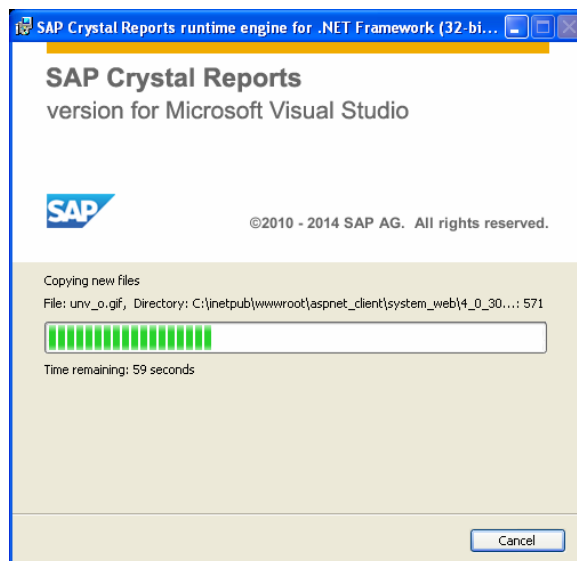 SAP Crystal Reports runtime engine for .NET Framework (32-bi...
SAP Crystal Reports
version for Microsoft Visual Studio
SAP
©2010 - 2014 SAP AG. All rights reserved.
Copying new files
File: unv_o.gif, Directory: C:\inetpub\wwwroot\aspnet_client\system_web\4_0_30...: 571
Time remaining: 59 seconds
Cancel